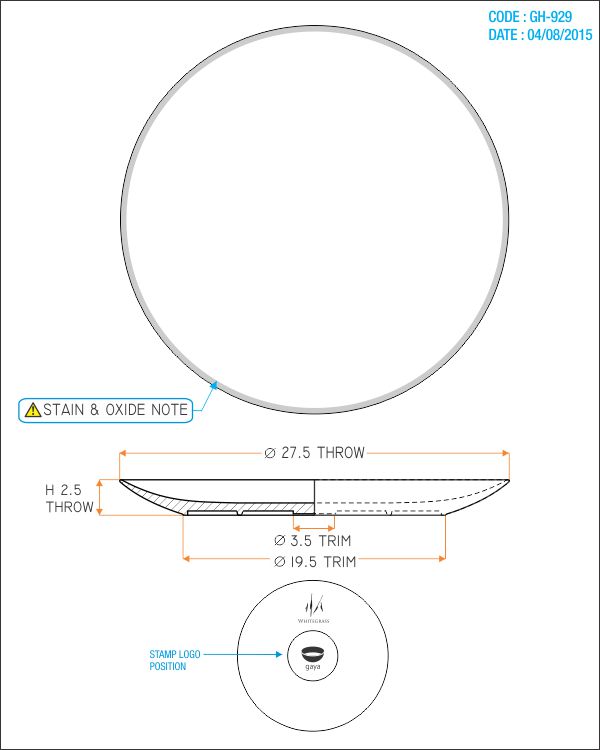 CODE : GH-929
DATE : 04/08/2015
STAIN & OXIDE NOTE
Ø 27.5 THROW
H 2.5
THROW
Ø 3.5 TRIM
Ø 19.5 TRIM
WHITEGRASS
STAMP LOGO
POSITION
gaya